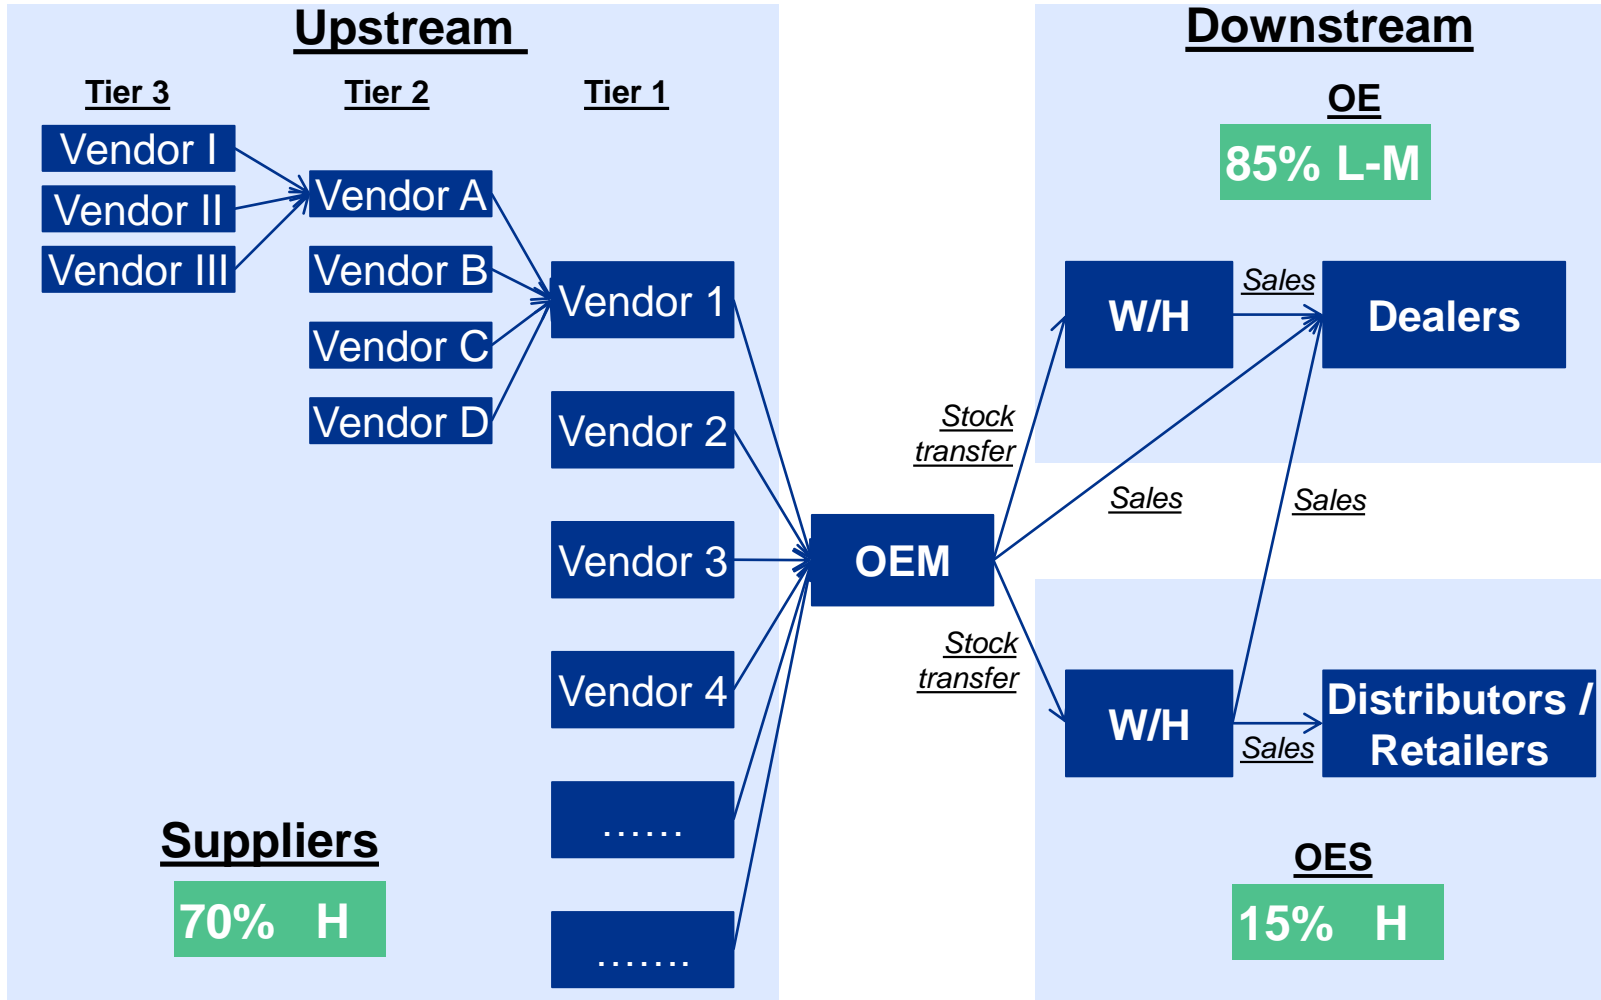 Upstream
Tier 3
Tier 2
Tier 1
Vendor I
Vendor II
Vendor III
Vendor A
Vendor B
Vendor C
Vendor D
Vendor 1
Vendor 2
Vendor 3
Vendor 4
......
.......
Suppliers
70% H
OEM
Stock
transfer
Sales
Sales
Stock
transfer
Downstream
OE
85% L-M
W/H
Sales
Dealers
W/H
Sales
Distributors /
Retailers
OES
15% H